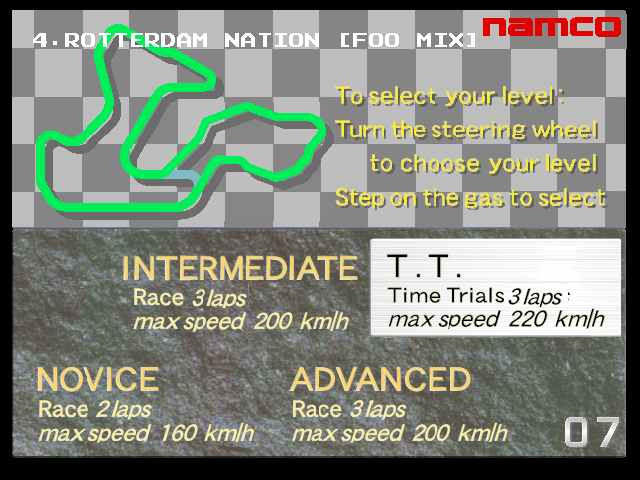 4.ROTTERDAM NATION [FOO MIX]
namco
To select your level:
Turn the steering wheel
to choose your level
Step on the gas to select
INTERMEDIATE
Race 3 laps
max speed 200 km/h
T.T.
Time Trials 3 laps
max speed 220 km/h
NOVICE
Race 2 laps
max speed 160 km/h
ADVANCED
Race 3 laps
max speed 200 km/h
07